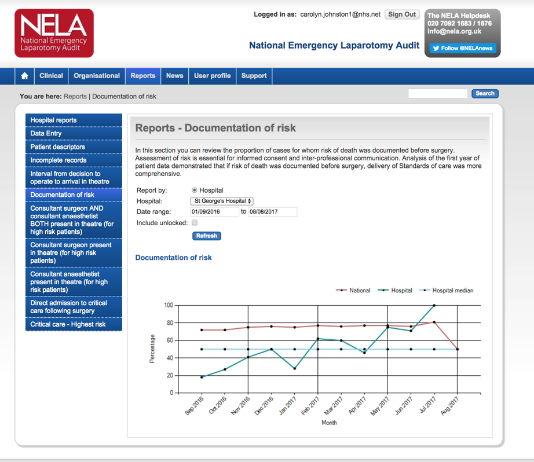 NELA
National Emergency
Laparotomy Audit
Logged in as: carolyn.johnston1@nhs.net Sign Out
National Emergency Laparotomy Audit
The NELA Helpdesk
020 7092 1683 / 1676
info@nela.org.uk
Follow @NELAnews
Clinical Organisational Reports News User profile Support
You are here: Reports | Documentation of risk
Search
Hospital reports
Data Entry
Patient descriptors
Incomplete records
Interval from decision to
operate to arrival in theatre
Documentation of risk
Consultant surgeon AND
consultant anaesthetist
BOTH present in theatre (for
high risk patients)
Consultant surgeon present
in theatre (for high risk
patients)
Consultant anaesthetist
present in theatre (for high
risk patients)
Direct admission to critical
care following surgery
Critical care - Highest risk
Reports - Documentation of risk
In this section you can review the proportion of cases for whom risk of death was documented before surgery.
Assessment of risk is essential for informed consent and inter-professional communication. Analysis of the first year of
patient data demonstrated that if risk of death was documented before surgery, delivery of Standards of care was more
comprehensive.
Report by: Hospital
Hospital: St George's Hospital
Date range: 01/09/2016 to 08/08/2017
Include unlocked:
Refresh
Documentation of risk
National Hospital Hospital median
100
80
60
40
20
0
Percentage
Sep 2016 Oct 2016 Nov 2016 Dec 2016 Jan 2017 Feb 2017 Mar 2017 Apr 2017 May 2017 Jun 2017 Jul 2017 Aug 2017
Month